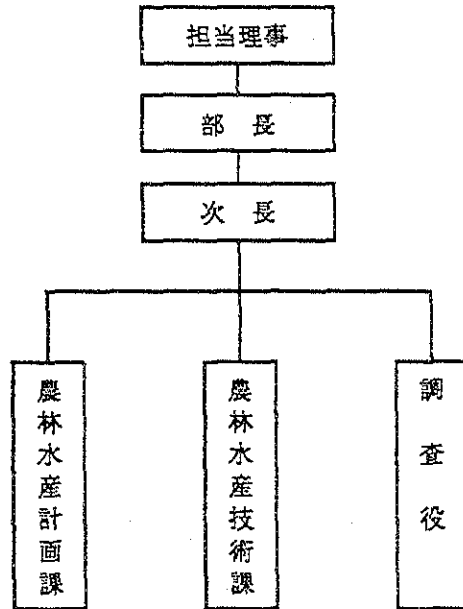 担当理事
部長
次長
農林水産計画課
農林水産技術課
調査役